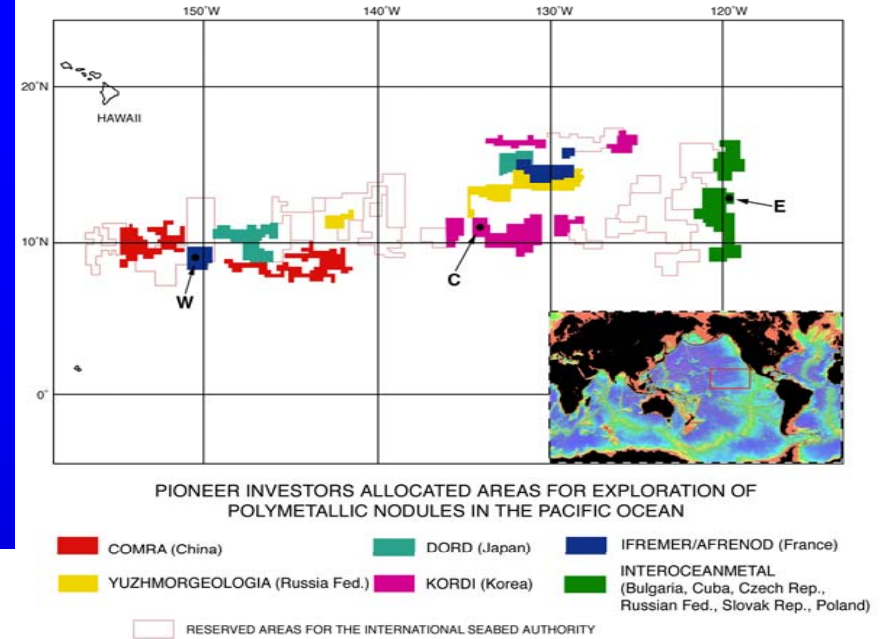 150°W 140°W 130°W 120°W
20°N
HAWAII
E
10°N 10°N
C
W
0°
PIONEER INVESTORS ALLOCATED AREAS FOR EXPLORATION OF
POLYMETALLIC NODULES IN THE PACIFIC OCEAN
COMRA (China) DORD (Japan) IFREMER/AFRENOD (France)
YUZHMORGEOLOGIA (Russia Fed.) KORDI (Korea) INTEROCEANMETAL
(Bulgaria, Cuba, Czech Rep.,
Russian Fed., Slovak Rep., Poland)
RESERVED AREAS FOR THE INTERNATIONAL SEABED AUTHORITY